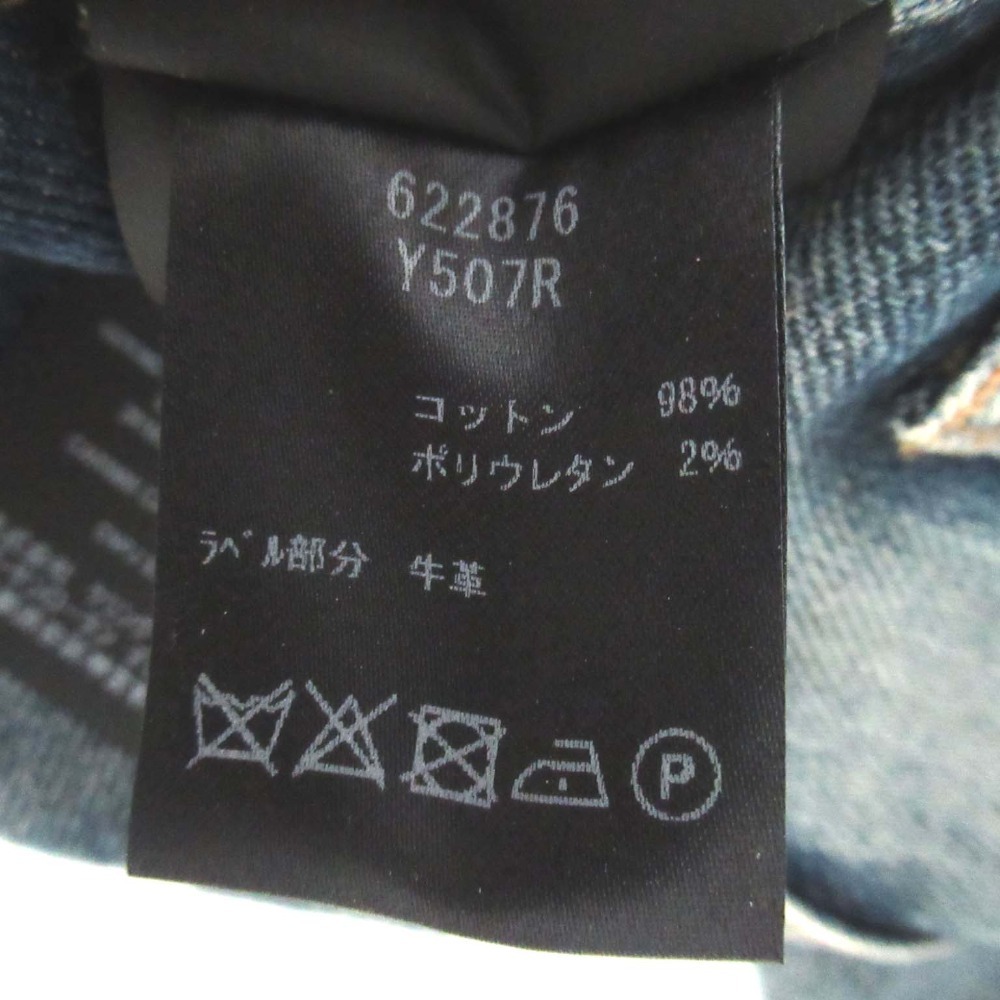 622876
Y507R
コットン 98%
ポリウレタン 2%
ラベル部分 牛革
P